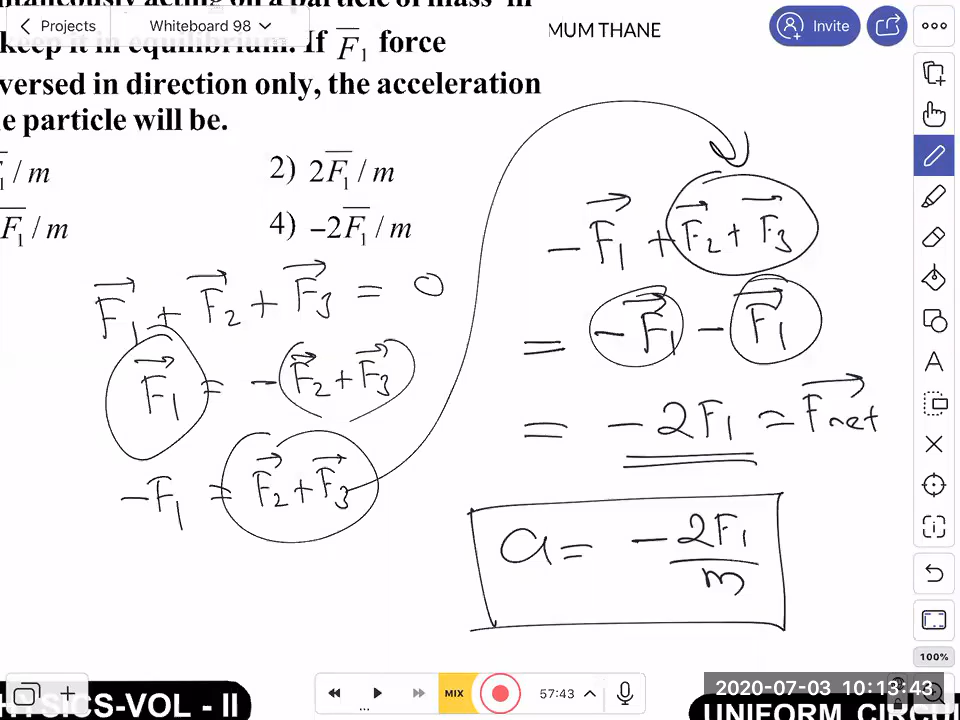 Projects Whiteboard 98 MUM THANE Invite
keep it in equilibrium. If F̅₁ force
versed in direction only, the acceleration
e particle will be.
/ m 2) 2F̅₁ / m
F̅₁ / m 4) –2F̅₁ / m
F⃗₁ + F⃗₂ + F⃗₃ = 0
F⃗₁ = -F⃗₂ + F⃗₃
-F₁ = F⃗₂ + F⃗₃
-F⃗₁ + F⃗₂ + F⃗₃
= -F⃗₁ - F⃗₁
= -2F₁ = F⃗net
a = -2F₁/m
100%
YSICS-VOL - II
MIX 57:43
2020-07-03 10:13:43
UNIFORM CIRCU